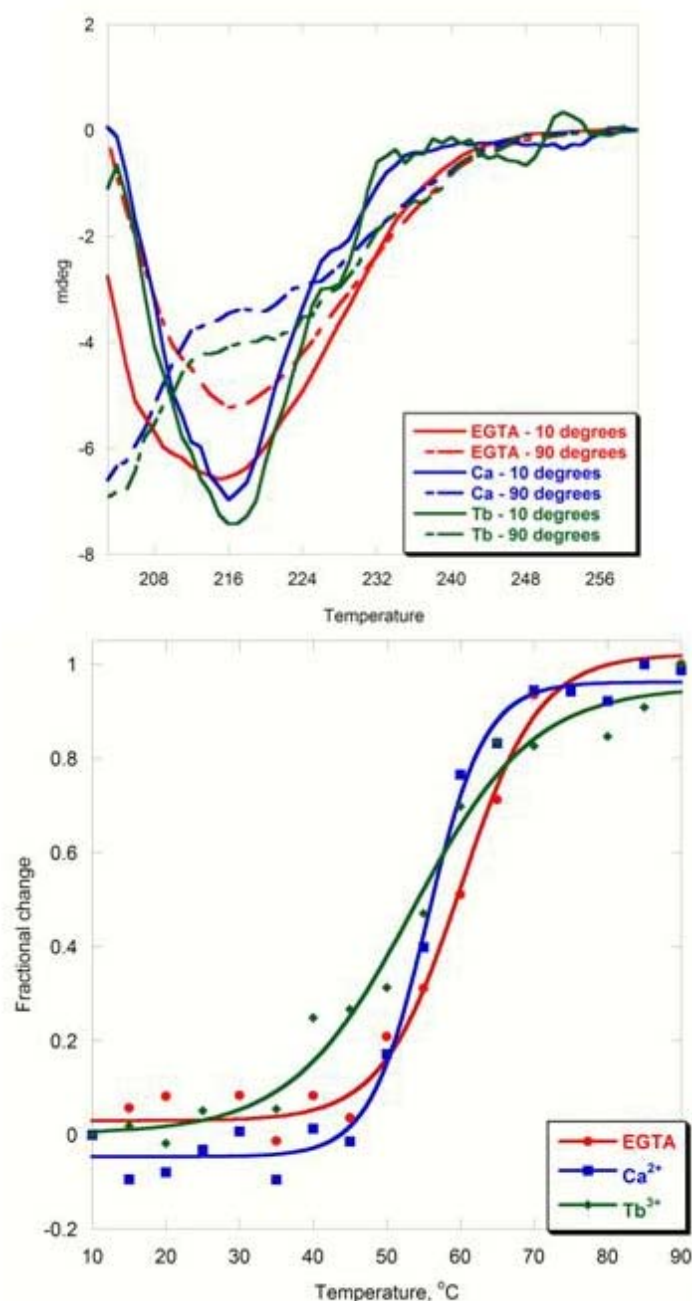 2
0
-2
mdeg
-4
-6
-8
EGTA - 10 degrees
EGTA - 90 degrees
Ca - 10 degrees
Ca - 90 degrees
Tb - 10 degrees
Tb - 90 degrees
208 216 224 232 240 248 256
Temperature
1
0.8
0.6
Fractional change
0.4
0.2
0
-0.2
EGTA
Ca²⁺
Tb³⁺
10 20 30 40 50 60 70 80 90
Temperature, °C